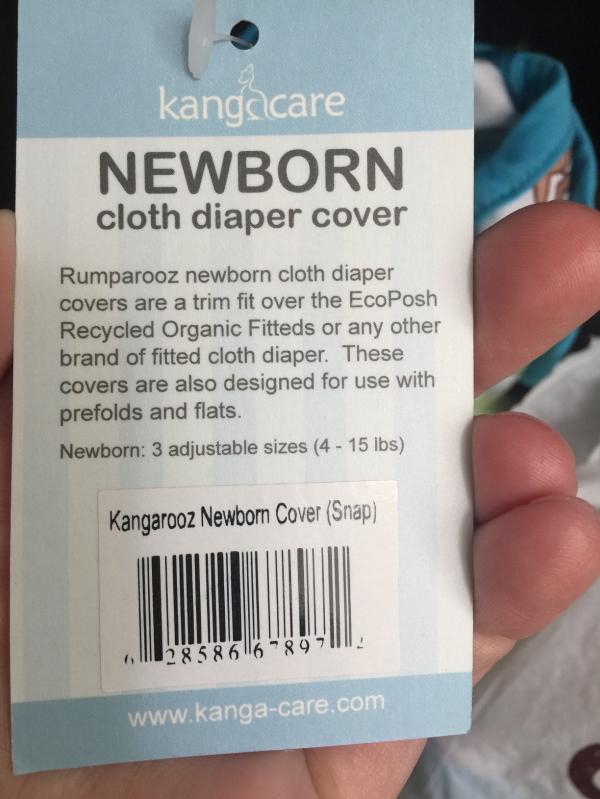 kangacare
NEWBORN
cloth diaper cover
Rumparooz newborn cloth diaper
covers are a trim fit over the EcoPosh
Recycled Organic Fitteds or any other
brand of fitted cloth diaper. These
covers are also designed for use with
prefolds and flats.
Newborn: 3 adjustable sizes (4 - 15 lbs)
Kangarooz Newborn Cover (Snap)
6 28586 67897 2
www.kanga-care.com